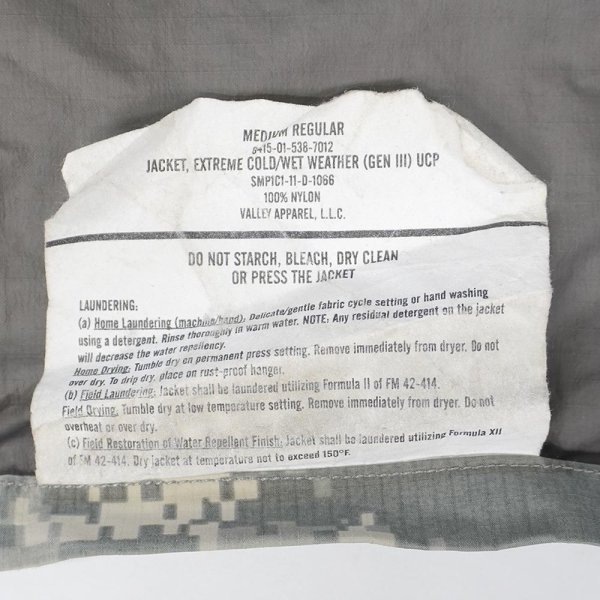 MEDIUM REGULAR
8415-01-538-7012
JACKET, EXTREME COLD/WET WEATHER (GEN III) UCP
SMP1C1-11-D-1066
100% NYLON
VALLEY APPAREL, L.L.C.
DO NOT STARCH, BLEACH, DRY CLEAN
OR PRESS THE JACKET
LAUNDERING:
(a) Home Laundering (machine/hand): Delicate/gentle fabric cycle setting or hand washing
using a detergent. Rinse thoroughly in warm water. NOTE: Any residual detergent on the jacket
will decrease the water repellency.
Home Drying: Tumble dry on permanent press setting. Remove immediately from dryer. Do not
over dry. To drip dry, place on rust-proof hanger.
(b) Field Laundering: Jacket shall be laundered utilizing Formula II of FM 42-414.
Field Drying: Tumble dry at low temperature setting. Remove immediately from dryer. Do not
overheat or over dry.
(c) Field Restoration of Water Repellent Finish: Jacket shall be laundered utilizing Formula XII
of FM 42-414. Dry jacket at temperature not to exceed 150°F.